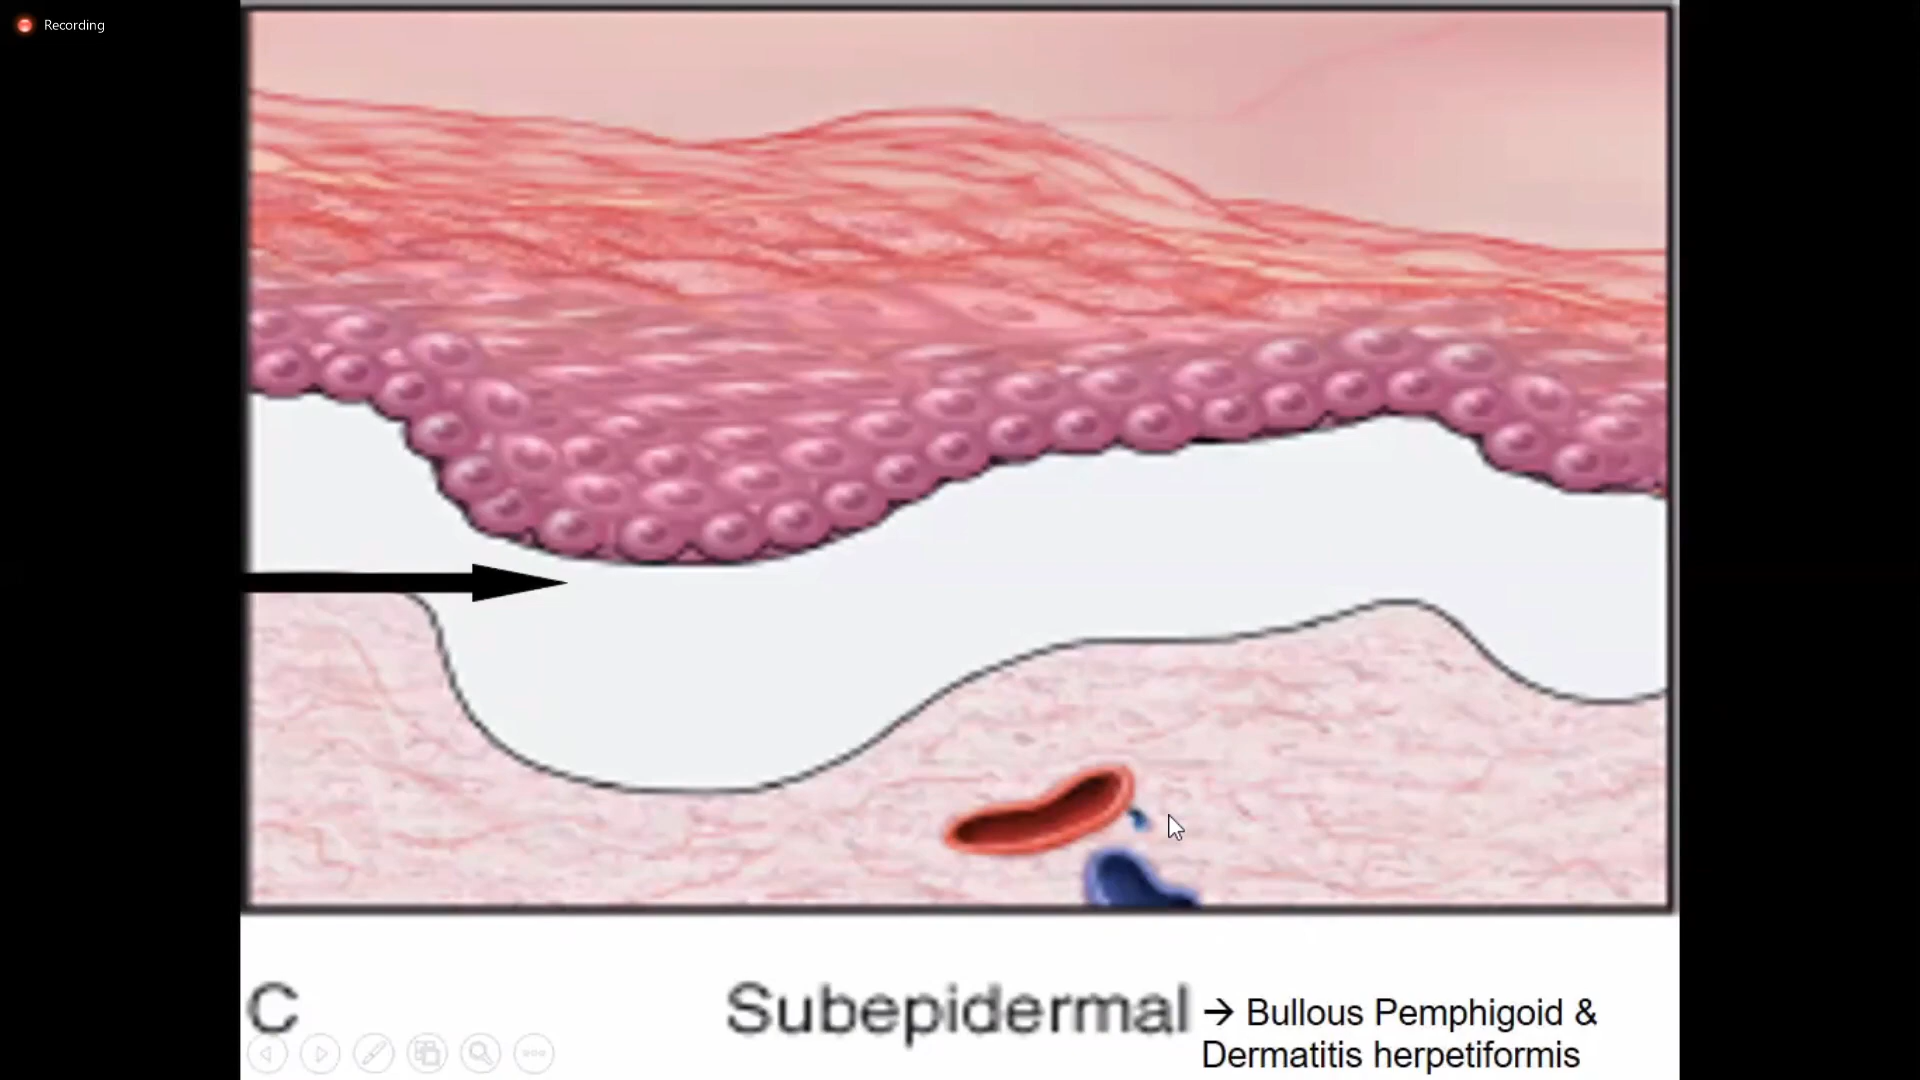 Recording
C
Subepidermal → Bullous Pemphigoid &
Dermatitis herpetiformis